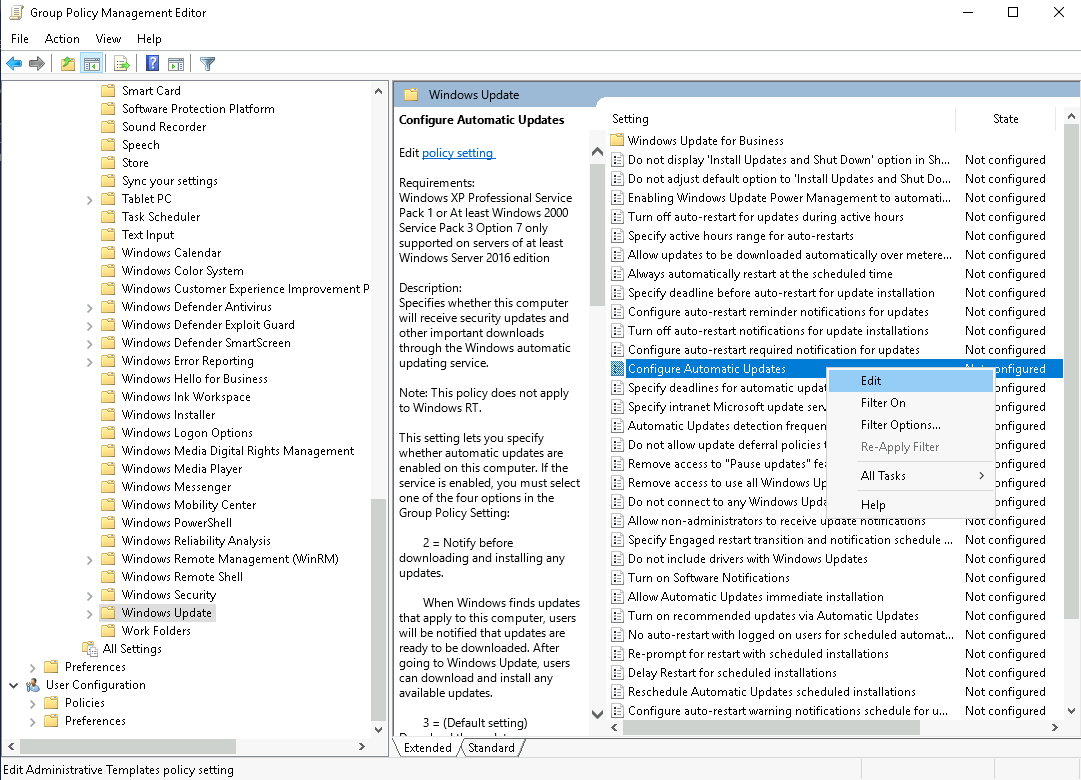 Group Policy Management Editor
File Action View Help
Smart Card
Software Protection Platform
Sound Recorder
Speech
Store
Sync your settings
Tablet PC
Task Scheduler
Text Input
Windows Calendar
Windows Color System
Windows Customer Experience Improvement P
Windows Defender Antivirus
Windows Defender Exploit Guard
Windows Defender SmartScreen
Windows Error Reporting
Windows Hello for Business
Windows Ink Workspace
Windows Installer
Windows Logon Options
Windows Media Digital Rights Management
Windows Media Player
Windows Messenger
Windows Mobility Center
Windows PowerShell
Windows Reliability Analysis
Windows Remote Management (WinRM)
Windows Remote Shell
Windows Security
Windows Update
Work Folders
All Settings
Preferences
User Configuration
Policies
Preferences
Windows Update
Configure Automatic Updates
Edit policy setting
Requirements:
Windows XP Professional Service
Pack 1 or At least Windows 2000
Service Pack 3 Option 7 only
supported on servers of at least
Windows Server 2016 edition
Description:
Specifies whether this computer
will receive security updates and
other important downloads
through the Windows automatic
updating service.
Note: This policy does not apply
to Windows RT.
This setting lets you specify
whether automatic updates are
enabled on this computer. If the
service is enabled, you must select
one of the four options in the
Group Policy Setting:
2 = Notify before
downloading and installing any
updates.
When Windows finds updates
that apply to this computer, users
will be notified that updates are
ready to be downloaded. After
going to Windows Update, users
can download and install any
available updates.
3 = (Default setting)
Setting State
Windows Update for Business
Do not display 'Install Updates and Shut Down' option in Sh... Not configured
Do not adjust default option to 'Install Updates and Shut Do... Not configured
Enabling Windows Update Power Management to automati... Not configured
Turn off auto-restart for updates during active hours Not configured
Specify active hours range for auto-restarts Not configured
Allow updates to be downloaded automatically over metere... Not configured
Always automatically restart at the scheduled time Not configured
Specify deadline before auto-restart for update installation Not configured
Configure auto-restart reminder notifications for updates Not configured
Turn off auto-restart notifications for update installations Not configured
Configure auto-restart required notification for updates Not configured
Configure Automatic Updates configured
Specify deadlines for automatic updat onfigured
Specify intranet Microsoft update serv onfigured
Automatic Updates detection frequen onfigured
Do not allow update deferral policies t onfigured
Remove access to "Pause updates" fea onfigured
Remove access to use all Windows Up onfigured
Do not connect to any Windows Upda onfigured
Allow non-administrators to receive update notifications Not configured
Specify Engaged restart transition and notification schedule ... Not configured
Do not include drivers with Windows Updates Not configured
Turn on Software Notifications Not configured
Allow Automatic Updates immediate installation Not configured
Turn on recommended updates via Automatic Updates Not configured
No auto-restart with logged on users for scheduled automat... Not configured
Re-prompt for restart with scheduled installations Not configured
Delay Restart for scheduled installations Not configured
Reschedule Automatic Updates scheduled installations Not configured
Configure auto-restart warning notifications schedule for u... Not configured
Edit
Filter On
Filter Options...
Re-Apply Filter
All Tasks
Help
Extended Standard
Edit Administrative Templates policy setting